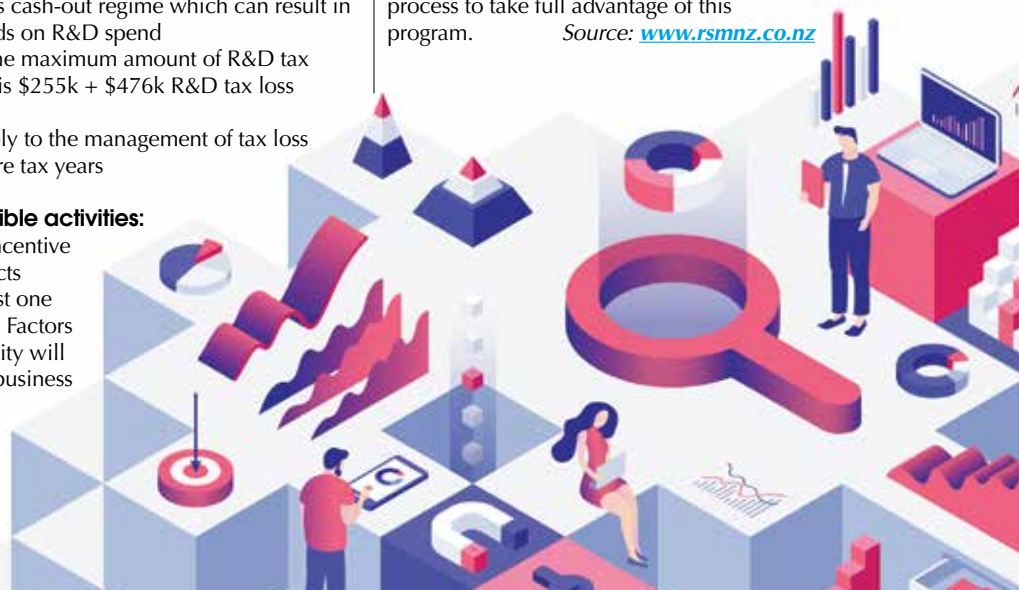 s cash-out regime which can result in
ds on R&D spend
he maximum amount of R&D tax
is $255k + $476k R&D tax loss
ply to the management of tax loss
re tax years
ible activities:
ncentive
cts
st one
Factors
ity will
business
process to take full advantage of this
program. Source: www.rsmnz.co.nz